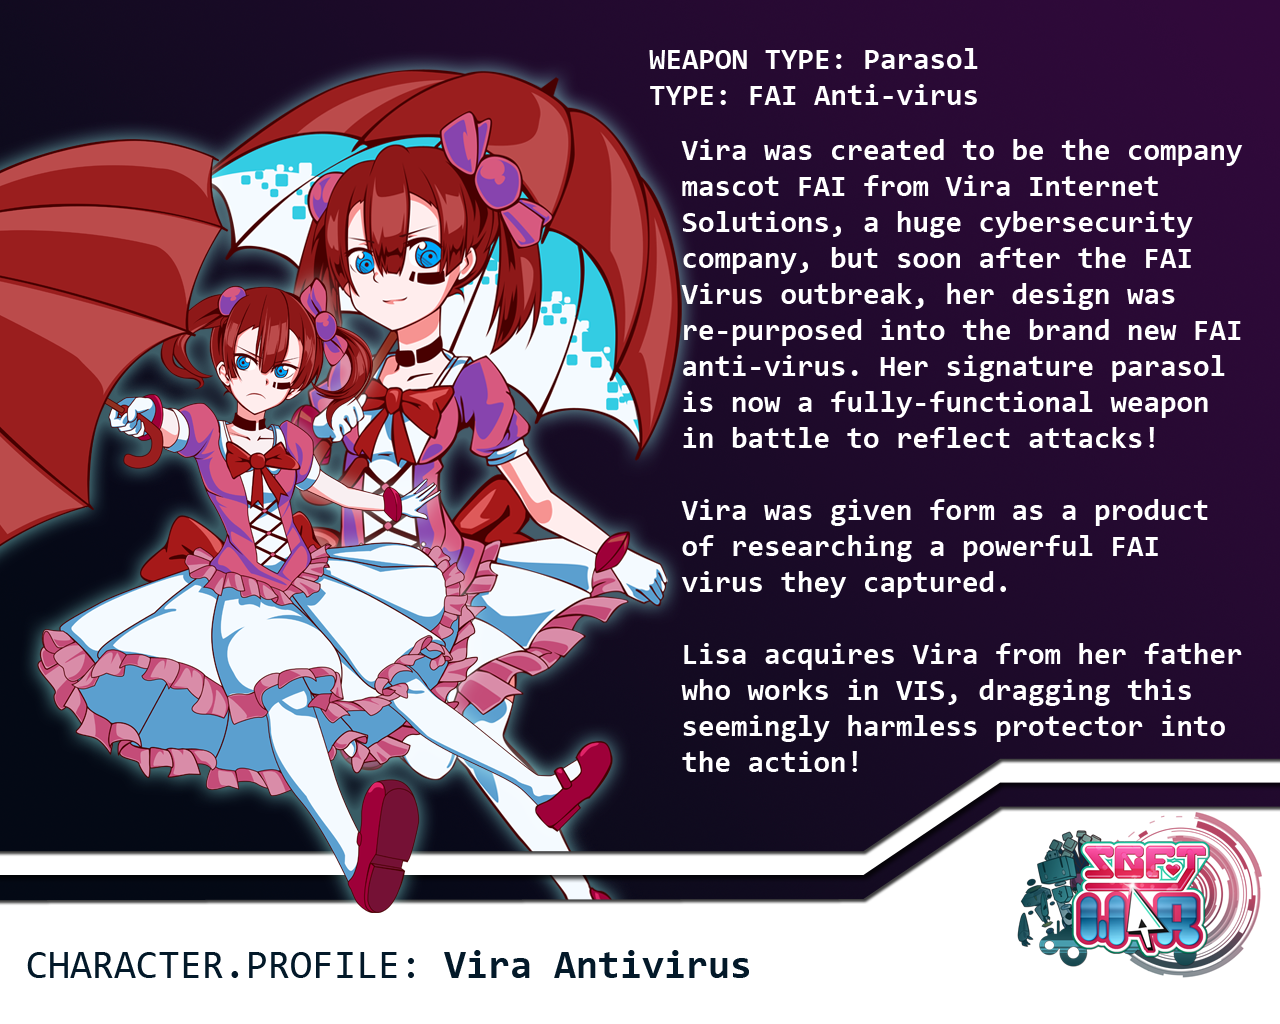 WEAPON TYPE: Parasol
TYPE: FAI Anti-virus
Vira was created to be the company
mascot FAI from Vira Internet
Solutions, a huge cybersecurity
company, but soon after the FAI
Virus outbreak, her design was
re-purposed into the brand new FAI
anti-virus. Her signature parasol
is now a fully-functional weapon
in battle to reflect attacks!
Vira was given form as a product
of researching a powerful FAI
virus they captured.
Lisa acquires Vira from her father
who works in VIS, dragging this
seemingly harmless protector into
the action!
SOFT
WAR
CHARACTER.PROFILE: Vira Antivirus